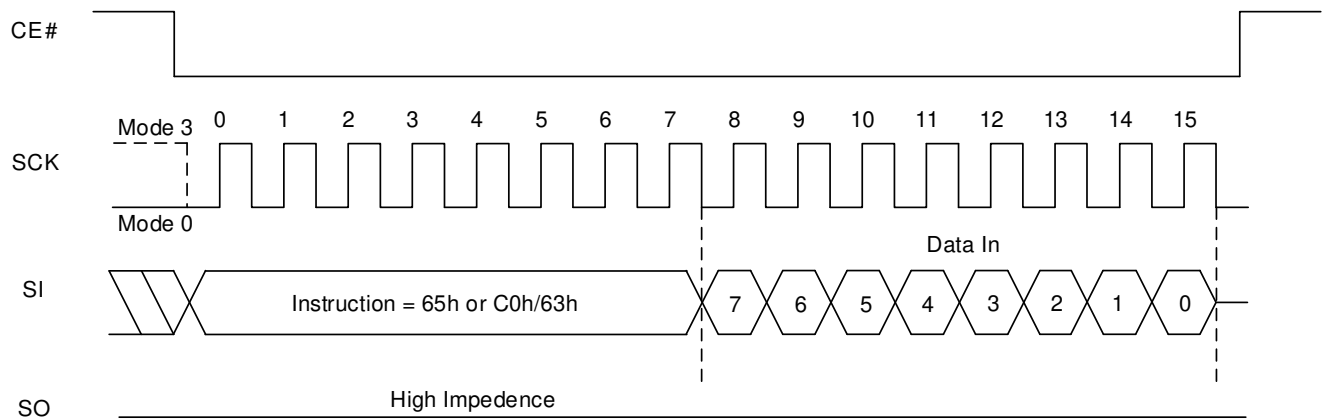 CE#
Mode 3
0 1 2 3 4 5 6 7 8 9 10 11 12 13 14 15
SCK
Mode 0
Data In
SI
Instruction = 65h or C0h/63h
7 6 5 4 3 2 1 0
High Impedence
SO